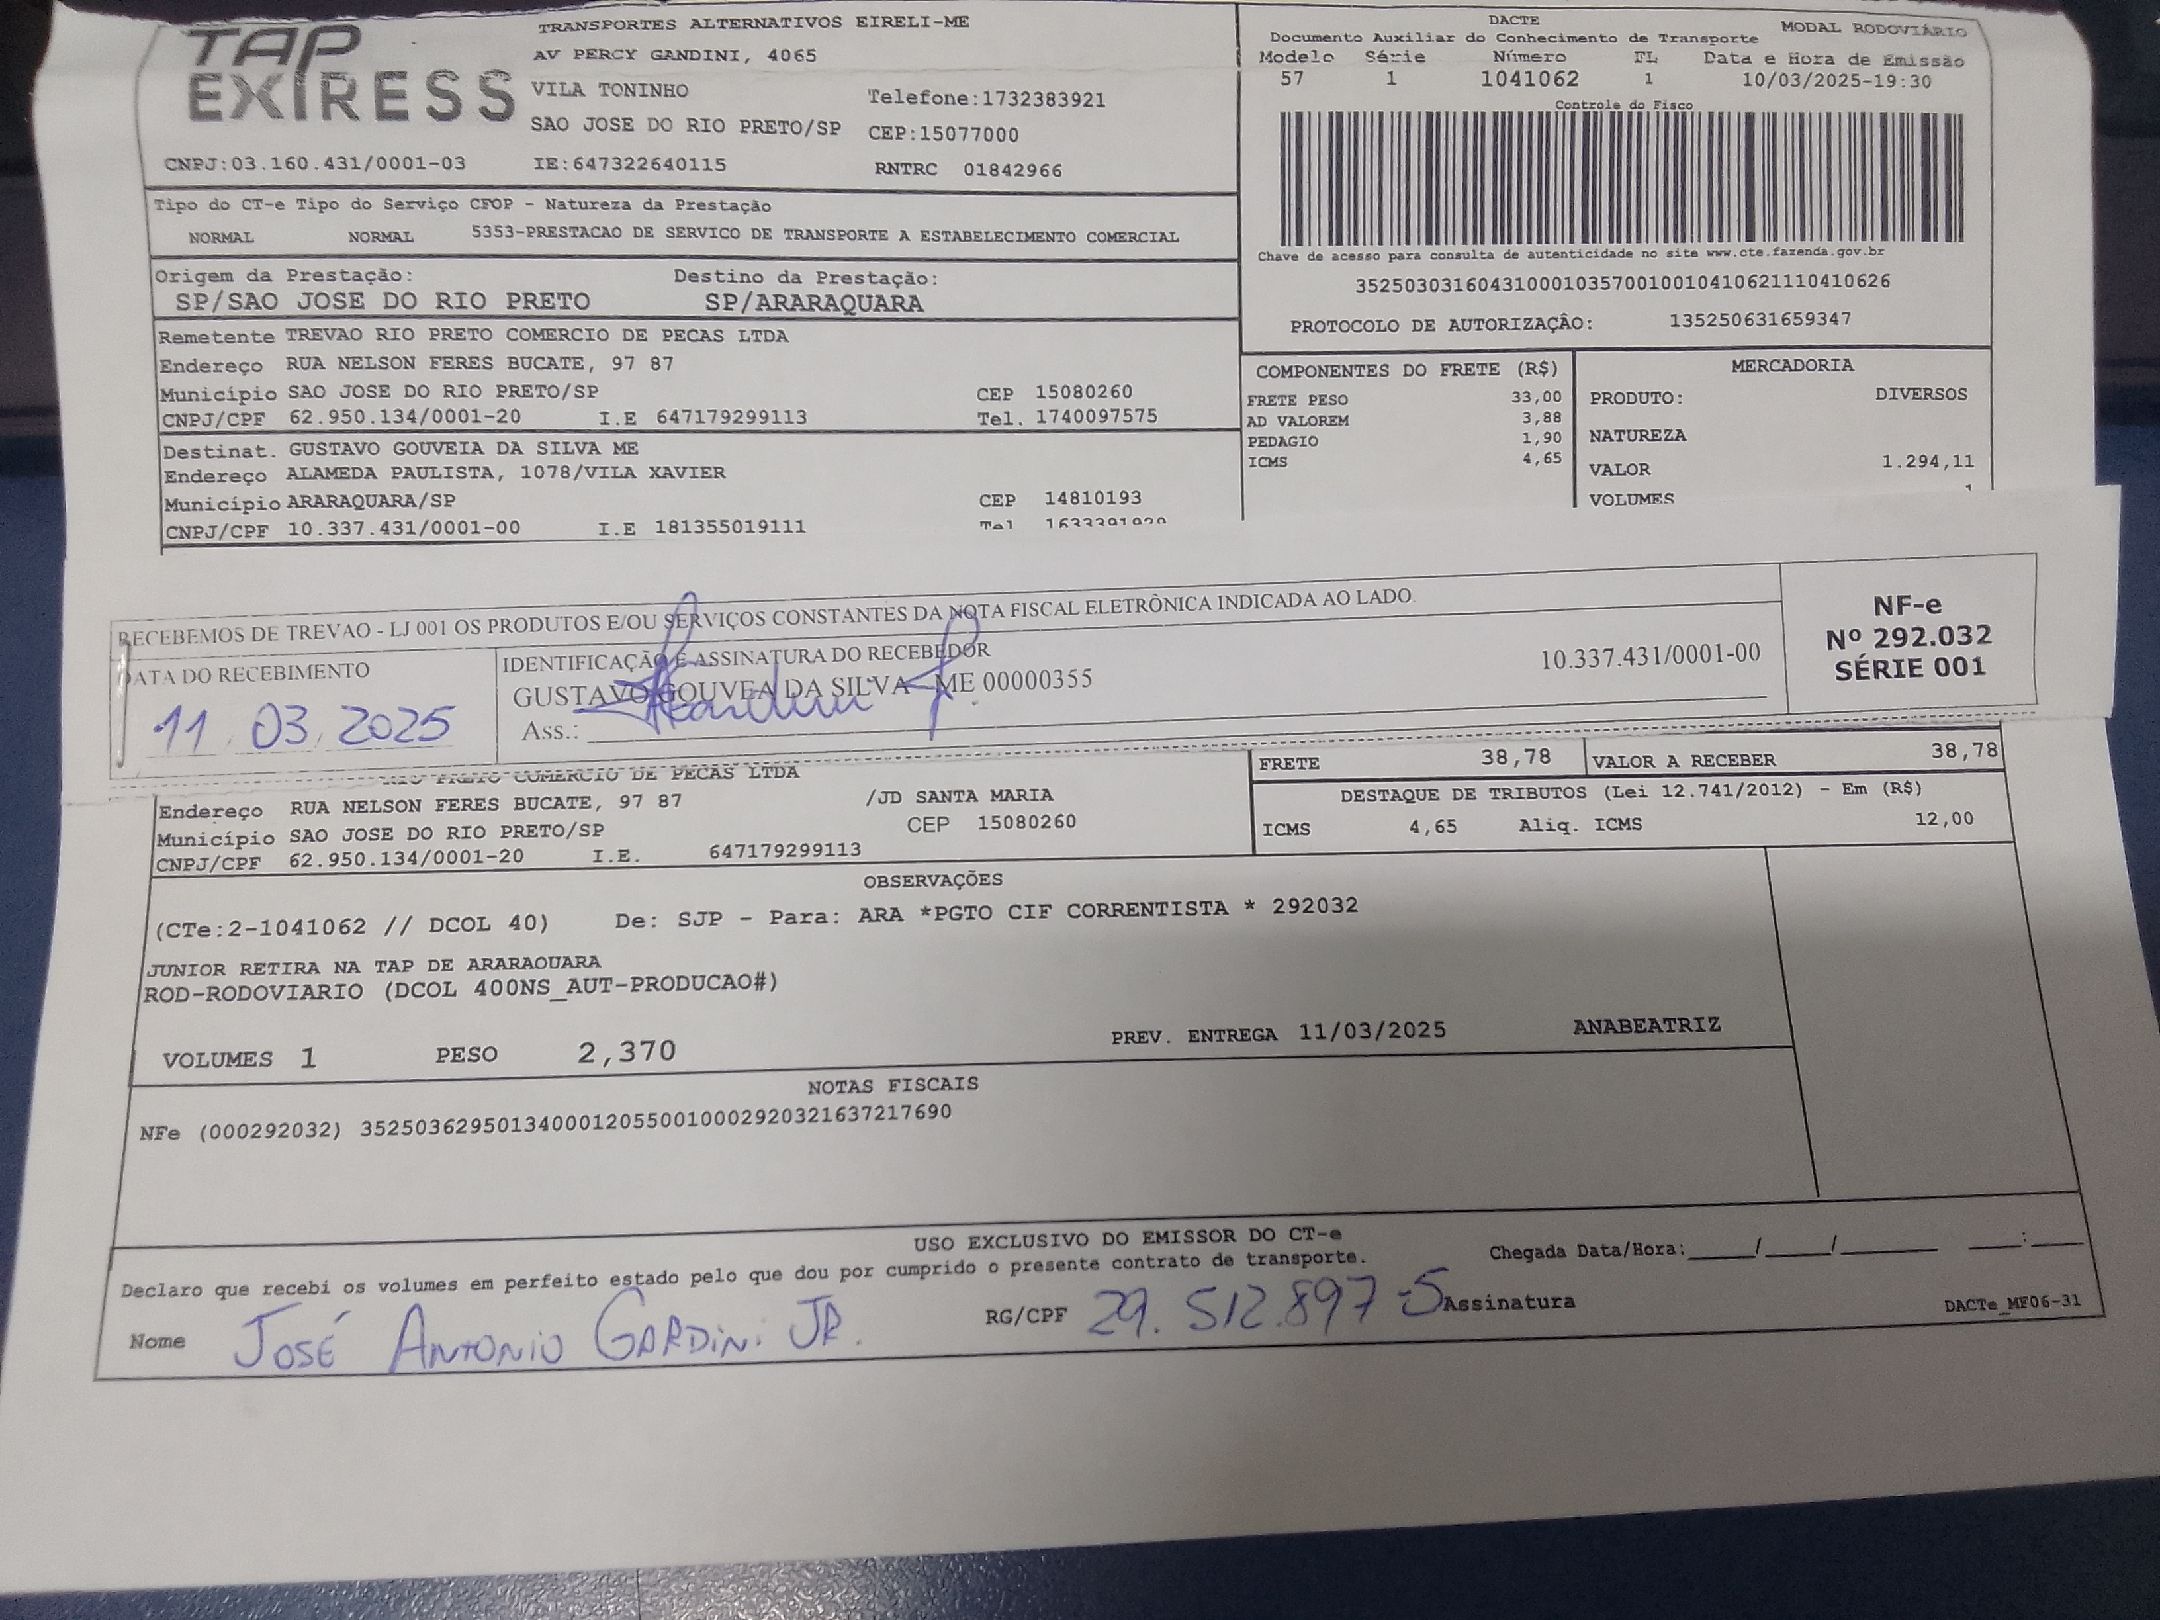 TAP EXIRESS
TRANSPORTES ALTERNATIVOS EIRELI-ME
AV PERCY GANDINI, 4065
VILA TONINHO Telefone:1732383921
SAO JOSE DO RIO PRETO/SP CEP:15077000
CNPJ:03.160.431/0001-03 IE:647322640115 RNTRC 01842966
DACTE MODAL RODOVIÁRIO
Documento Auxiliar do Conhecimento de Transporte
Modelo Série Número FL Data e Hora de Emissão
57 1 1041062 1 10/03/2025-19:30
Controle do Fisco
Chave de acesso para consulta de autenticidade no site www.cte.fazenda.gov.br
35250303160431000103570010010410621110410626
PROTOCOLO DE AUTORIZAÇÂO: 135250631659347
Tipo do CT-e Tipo do Serviço CFOP - Natureza da Prestação
NORMAL NORMAL 5353-PRESTACAO DE SERVICO DE TRANSPORTE A ESTABELECIMENTO COMERCIAL
Origem da Prestação: Destino da Prestação:
SP/SAO JOSE DO RIO PRETO SP/ARARAQUARA
Remetente TREVAO RIO PRETO COMERCIO DE PECAS LTDA
Endereço RUA NELSON FERES BUCATE, 97 87
Município SAO JOSE DO RIO PRETO/SP CEP 15080260
CNPJ/CPF 62.950.134/0001-20 I.E 647179299113 Tel. 1740097575
Destinat. GUSTAVO GOUVEIA DA SILVA ME
Endereço ALAMEDA PAULISTA, 1078/VILA XAVIER
Município ARARAQUARA/SP CEP 14810193
CNPJ/CPF 10.337.431/0001-00 I.E 181355019111 Tel
COMPONENTES DO FRETE (R$)
FRETE PESO 33,00
AD VALOREM 3,88
PEDAGIO 1,90
ICMS 4,65
MERCADORIA
PRODUTO: DIVERSOS
NATUREZA
VALOR 1.294,11
VOLUMES
RECEBEMOS DE TREVAO - LJ 001 OS PRODUTOS E/OU SERVIÇOS CONSTANTES DA NOTA FISCAL ELETRÔNICA INDICADA AO LADO.
DATA DO RECEBIMENTO
11.03.2025
IDENTIFICAÇÃO E ASSINATURA DO RECEBEDOR
GUSTAVO GOUVEA DA SILVA - ME 00000355 10.337.431/0001-00
Ass.:
NF-e
Nº 292.032
SÉRIE 001
RIO PRETO COMERCIO DE PECAS LTDA
Endereço RUA NELSON FERES BUCATE, 97 87 /JD SANTA MARIA
Município SAO JOSE DO RIO PRETO/SP CEP 15080260
CNPJ/CPF 62.950.134/0001-20 I.E. 647179299113
FRETE 38,78 VALOR A RECEBER 38,78
DESTAQUE DE TRIBUTOS (Lei 12.741/2012) - Em (R$)
ICMS 4,65 Aliq. ICMS 12,00
OBSERVAÇÕES
(CTe:2-1041062 // DCOL 40) De: SJP - Para: ARA *PGTO CIF CORRENTISTA * 292032
JUNIOR RETIRA NA TAP DE ARARAQUARA
ROD-RODOVIARIO (DCOL 400NS_AUT-PRODUCAO#)
VOLUMES 1 PESO 2,370 PREV. ENTREGA 11/03/2025 ANABEATRIZ
NOTAS FISCAIS
NFe (000292032) 35250362950134000120550010002920321637217690
USO EXCLUSIVO DO EMISSOR DO CT-e
Declaro que recebi os volumes em perfeito estado pelo que dou por cumprido o presente contrato de transporte. Chegada Data/Hora:____/____/______ ___:___
Nome JOSÉ ANTONIO GARDINI JR. RG/CPF 29.512.897-5 Assinatura DACTe_MF06-31